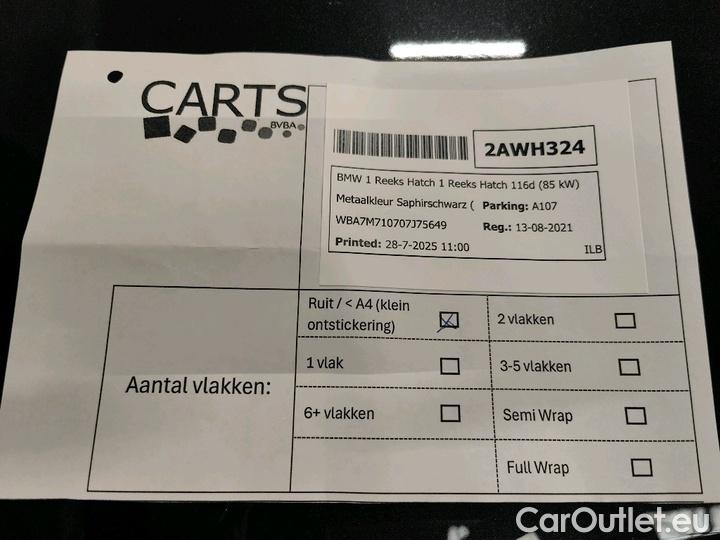 CARTS
BVBA
2AWH324
BMW 1 Reeks Hatch 1 Reeks Hatch 116d (85 kW)
Metaalkleur Saphirschwarz ( Parking: A107
WBA7M710707J75649 Reg.: 13-08-2021
Printed: 28-7-2025 11:00 ILB
Aantal vlakken:
Ruit / < A4 (klein
ontstickering)
2 vlakken
1 vlak
3-5 vlakken
6+ vlakken
Semi Wrap
Full Wrap
CarOutlet.eu